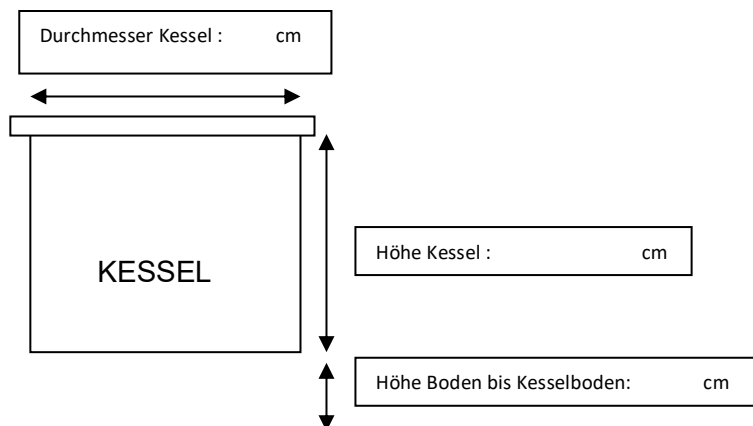 Durchmesser Kessel : cm
KESSEL
Höhe Kessel : cm
Höhe Boden bis Kesselboden: cm